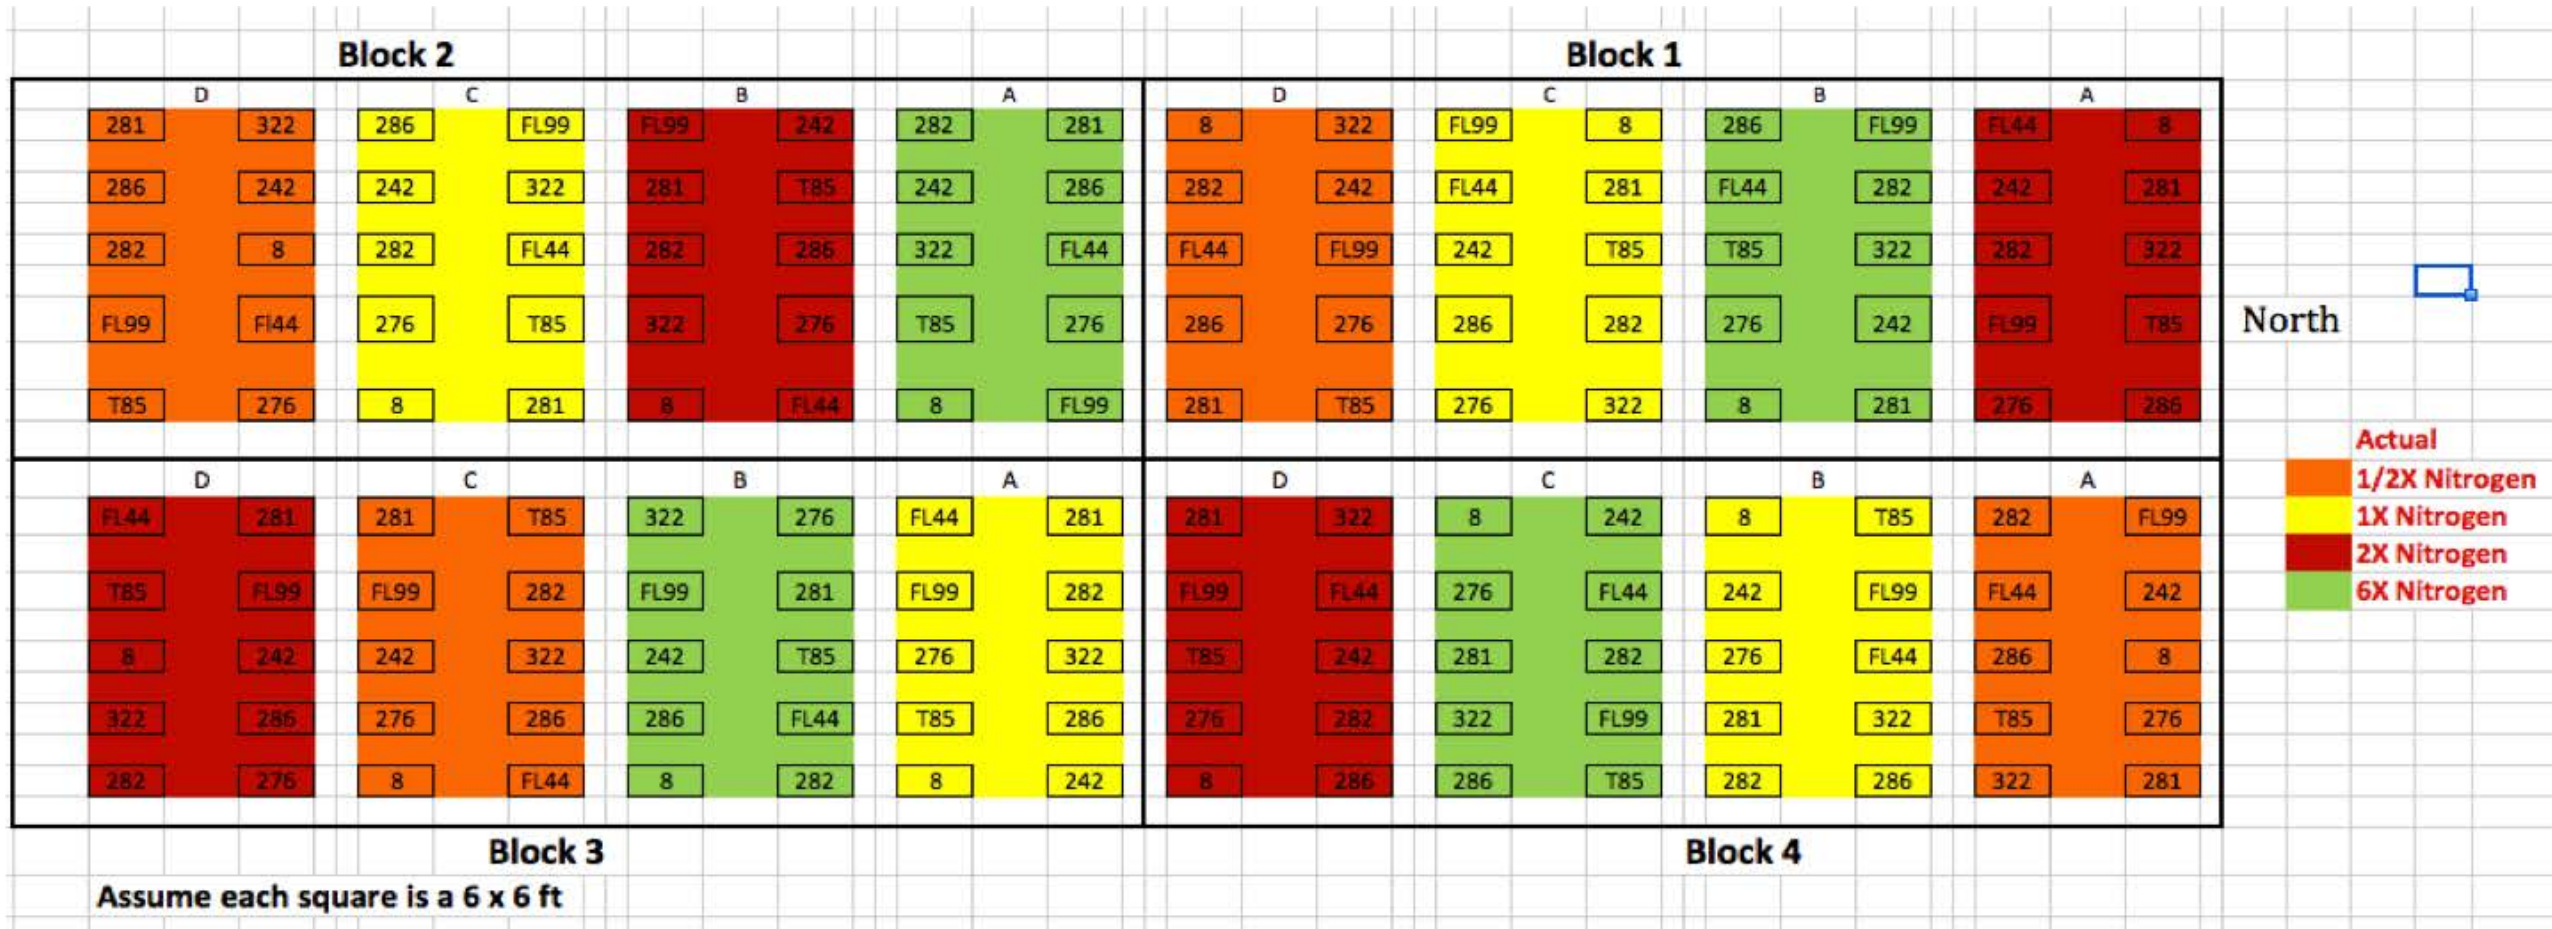 Block 2 Block 1
D C B A D C B A
281 322 286 FL99 FL99 242 282 281 8 322 FL99 8 286 FL99 FL44 8
286 242 242 322 281 T85 242 286 282 242 FL44 281 FL44 282 242 281
282 8 282 FL44 282 286 322 FL44 FL44 FL99 242 T85 T85 322 282 322
FL99 Fl44 276 T85 322 276 T85 276 286 276 286 282 276 242 FL99 T85
North
T85 276 8 281 8 FL44 8 FL99 281 T85 276 322 8 281 276 286
Actual
1/2X Nitrogen
1X Nitrogen
2X Nitrogen
6X Nitrogen
D C B A D C B A
FL44 281 281 T85 322 276 FL44 281 281 322 8 242 8 T85 282 FL99
T85 FL99 FL99 282 FL99 281 FL99 282 FL99 FL44 276 FL44 242 FL99 FL44 242
8 242 242 322 242 T85 276 322 T85 242 281 282 276 FL44 286 8
322 286 276 286 286 FL44 T85 286 276 282 322 FL99 281 322 T85 276
282 276 8 FL44 8 282 8 242 8 286 286 T85 282 286 322 281
Block 3 Block 4
Assume each square is a 6 x 6 ft